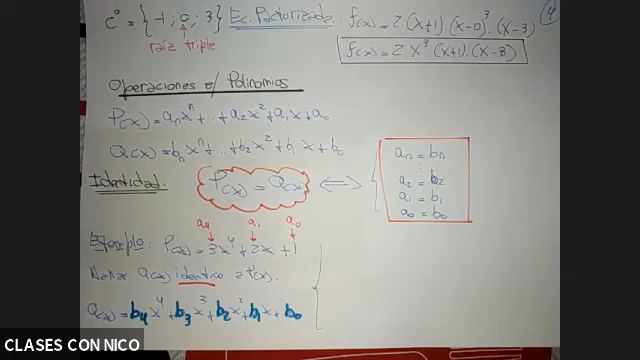 C⁰ = {-1; 0; 3} Ec. Factorizada f(x) = 2·(x+1)·(x-0)³·(x-3)
raíz triple
f(x) = 2x³·(x+1)·(x-3)
Operaciones e/ Polinomios
P(x) = aₙxⁿ + ... + a₂x² + a₁x + a₀
Q(x) = bₙxⁿ + ... + b₂x² + b₁x + b₀
Identidad: P(x) = Q(x) ⟺
aₙ = bₙ
⋮
a₂ = b₂
a₁ = b₁
a₀ = b₀
a₄ a₁ a₀
Ejemplo: P(x) = 3x⁴ + 2x + 1
Hallar Q(x) identico a P(x).
Q(x) = b₄x⁴ + b₃x³ + b₂x² + b₁x + b₀
CLASES CON NICO